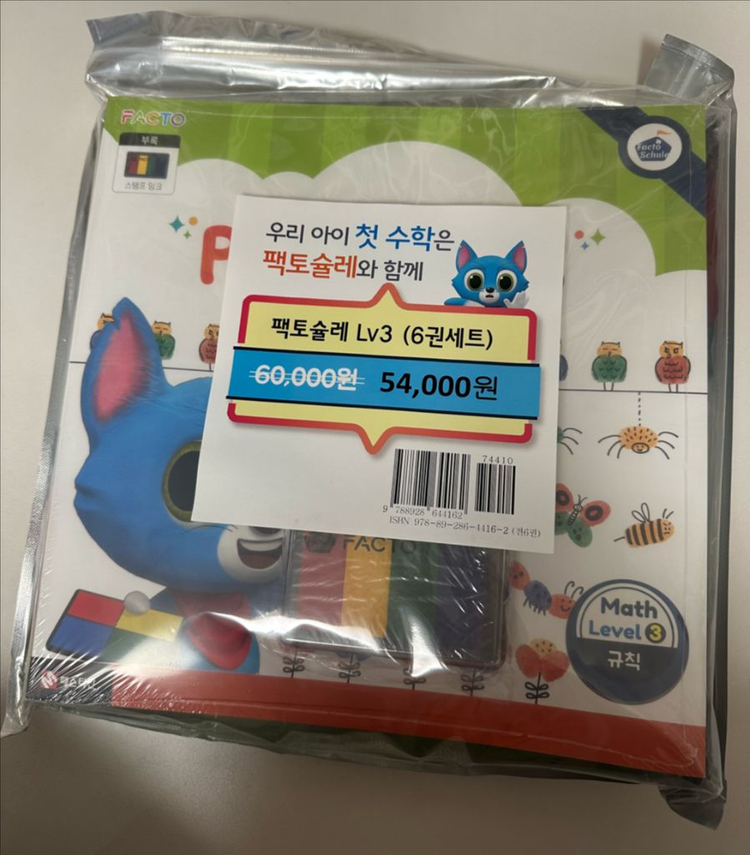 FACTO
부록
스탬프 잉크
Facto
Schule
P
우리 아이 첫 수학은
팩토슐레와 함께
팩토슐레 Lv3 (6권세트)
60,000원 54,000원
74410
9 788928 644162
ISBN 978-89-286-4416-2 (전6권)
FACTO
Math
Level 3
규칙